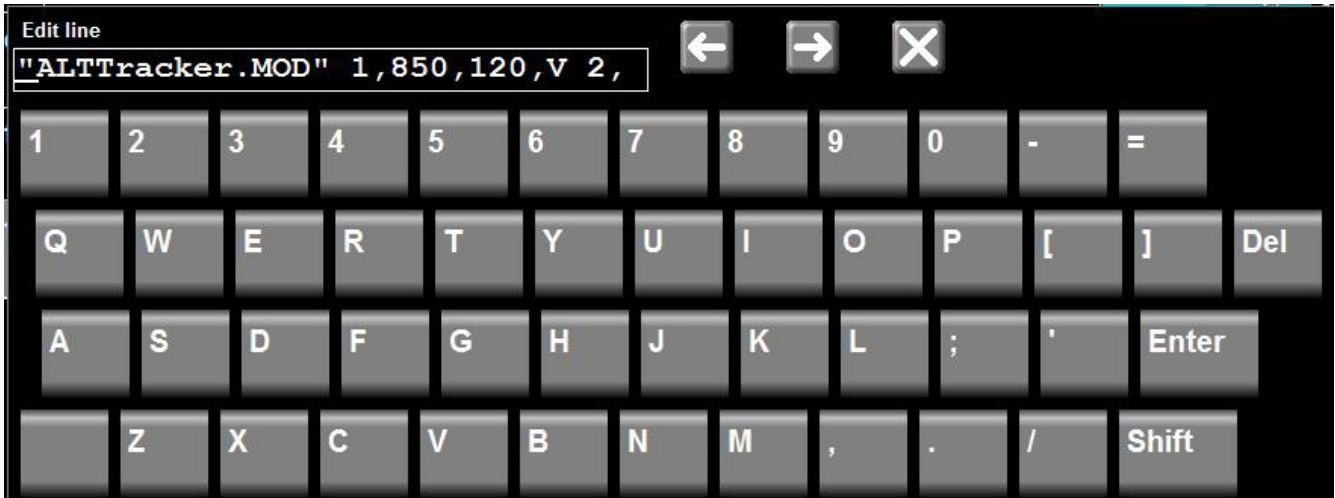 Edit line
"ALTTracker.MOD" 1,850,120,V 2,
1 2 3 4 5 6 7 8 9 0 - =
Q W E R T Y U I O P [ ] Del
A S D F G H J K L ; ' Enter
Z X C V B N M , . / Shift